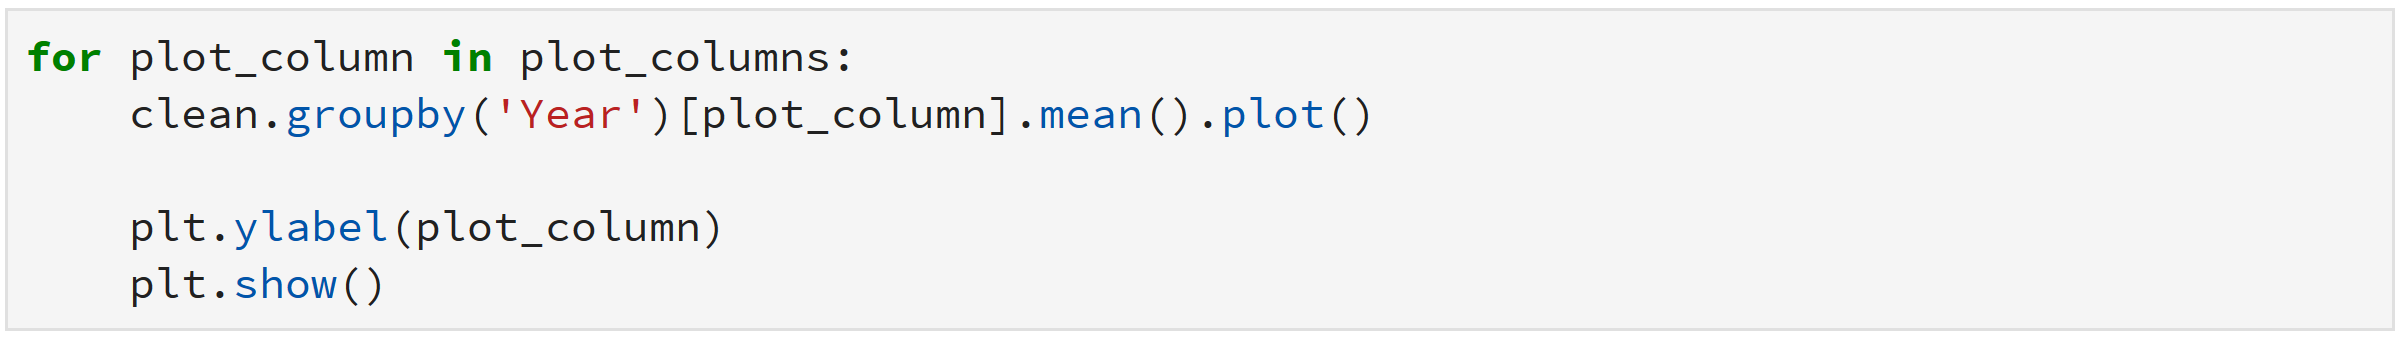 for plot_column in plot_columns:
    clean.groupby('Year')[plot_column].mean().plot()

    plt.ylabel(plot_column)
    plt.show()